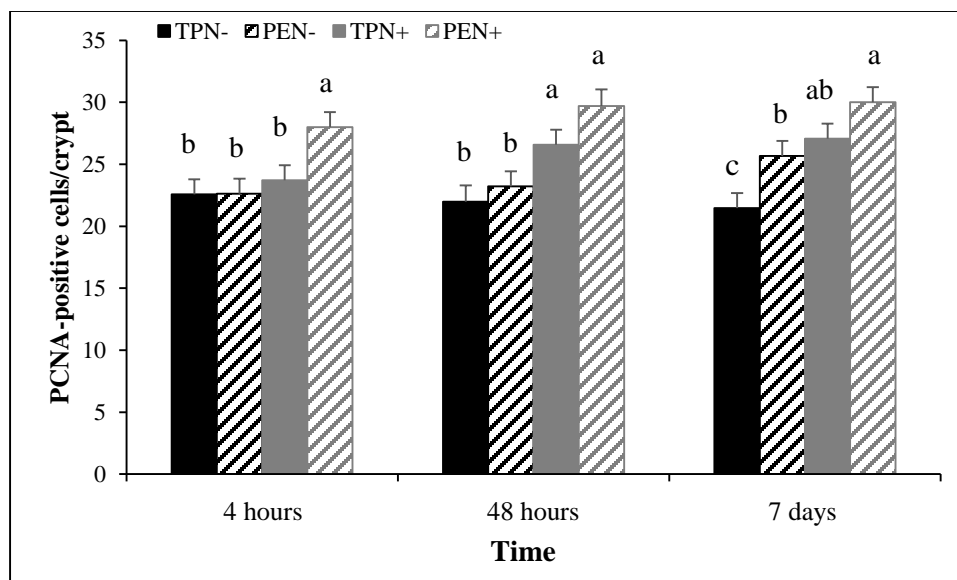 TPN- PEN- TPN+ PEN+
35
30
25
20
15
10
5
0
PCNA-positive cells/crypt
b b b a
b b a a
c b ab a
4 hours 48 hours 7 days
Time